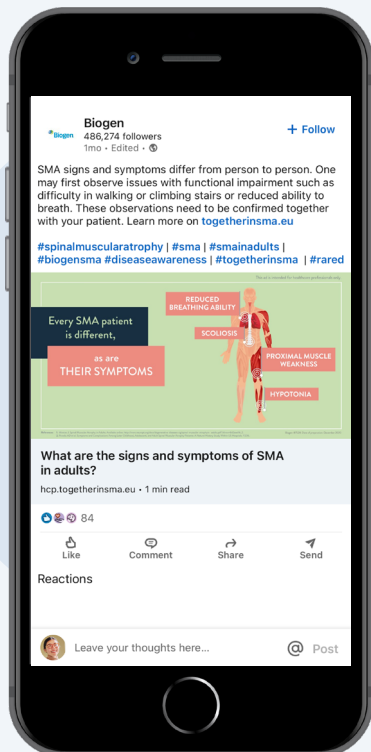 Biogen
Biogen
486,274 followers
1mo • Edited •
+ Follow
SMA signs and symptoms differ from person to person. One
may first observe issues with functional impairment such as
difficulty in walking or climbing stairs or reduced ability to
breath. These observations need to be confirmed together
with your patient. Learn more on togetherinsma.eu
#spinalmuscularatrophy | #sma | #smainadults |
#biogensma #diseaseawareness | #togetherinsma | #rared
Every SMA patient
is different,
as are
THEIR SYMPTOMS
REDUCED
BREATHING ABILITY
SCOLIOSIS
PROXIMAL MUSCLE
WEAKNESS
HYPOTONIA
What are the signs and symptoms of SMA
in adults?
hcp.togetherinsma.eu • 1 min read
84
Like
Comment
Share
Send
Reactions
Leave your thoughts here...
@ Post